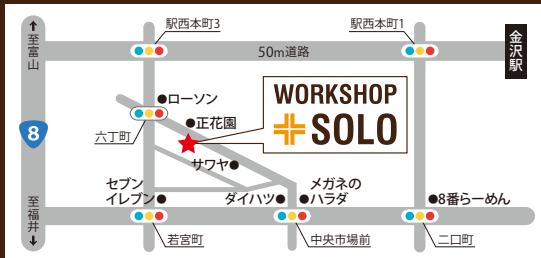 ↑
至富山
8
至福井
↓
駅西本町3
駅西本町1
50m道路
金沢駅
ローソン
六丁町
正花園
サワヤ
WORKSHOP
SOLO
セブン
イレブン
ダイハツ
メガネの
ハラダ
8番らーめん
若宮町
中央市場前
二口町